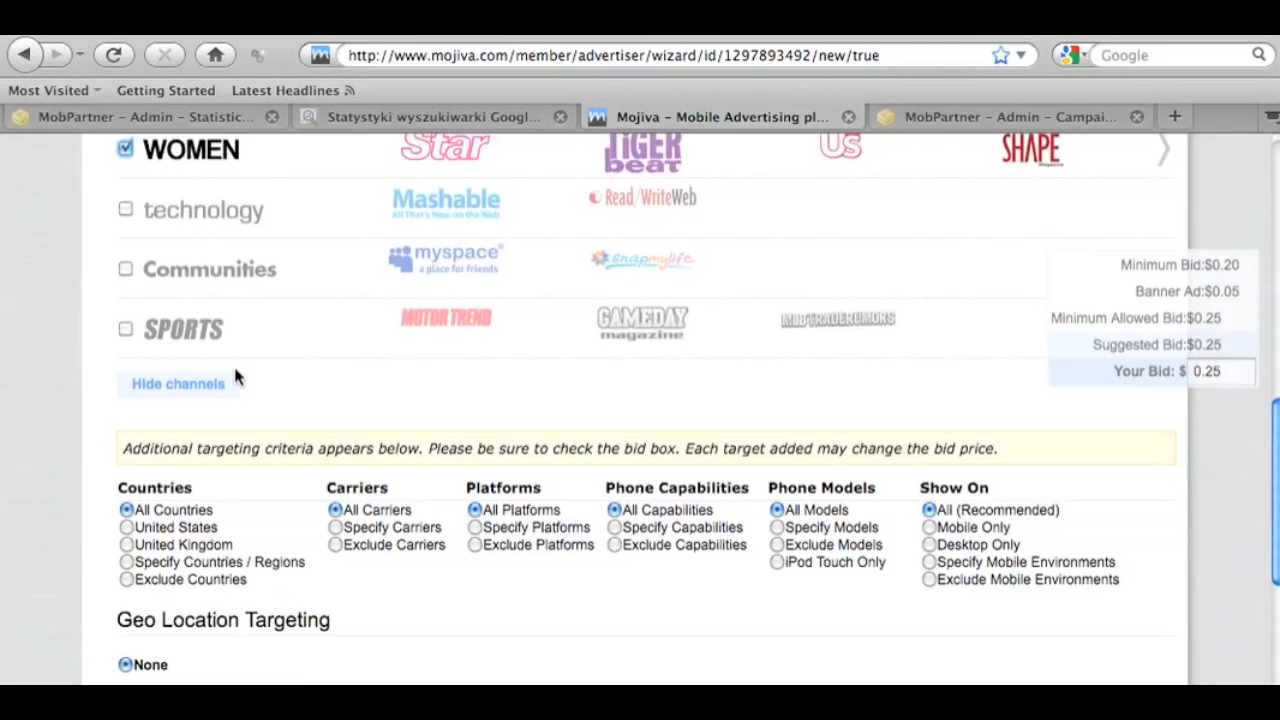 http://www.mojiva.com/member/advertiser/wizard/id/1297893492/new/true
Google
Most Visited
Getting Started
Latest Headlines
MobPartner – Admin – Statistic...
Statystyki wyszukiwarki Googl...
Mojiva – Mobile Advertising pl...
MobPartner – Admin – Campai...
WOMEN
Star
TIGER
beat
Us
SHAPE
technology
Mashable
All That's New on the Web
Read/WriteWeb
Communities
myspace
a place for friends
snapmylife
SPORTS
MOTOR TREND
GAMEDAY
magazine
MLBTRADERUMORS
Hide channels
Minimum Bid:$0.20
Banner Ad:$0.05
Minimum Allowed Bid:$0.25
Suggested Bid:$0.25
Your Bid: $ 0.25
Additional targeting criteria appears below. Please be sure to check the bid box. Each target added may change the bid price.
Countries
All Countries
United States
United Kingdom
Specify Countries / Regions
Exclude Countries
Carriers
All Carriers
Specify Carriers
Exclude Carriers
Platforms
All Platforms
Specify Platforms
Exclude Platforms
Phone Capabilities
All Capabilities
Specify Capabilities
Exclude Capabilities
Phone Models
All Models
Specify Models
Exclude Models
iPod Touch Only
Show On
All (Recommended)
Mobile Only
Desktop Only
Specify Mobile Environments
Exclude Mobile Environments
Geo Location Targeting
None